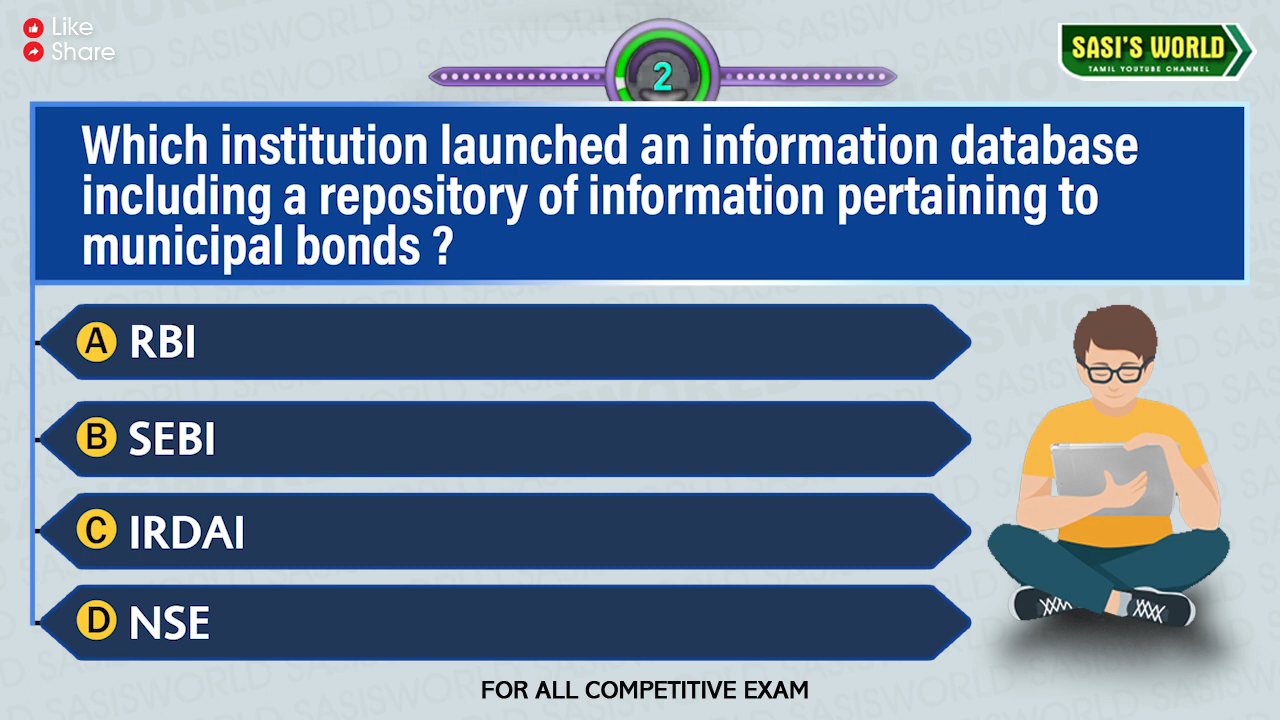 Like
Share
SASI'S WORLD
TAMIL YOUTUBE CHANNEL
2
Which institution launched an information database
including a repository of information pertaining to
municipal bonds ?
A RBI
B SEBI
C IRDAI
D NSE
FOR ALL COMPETITIVE EXAM